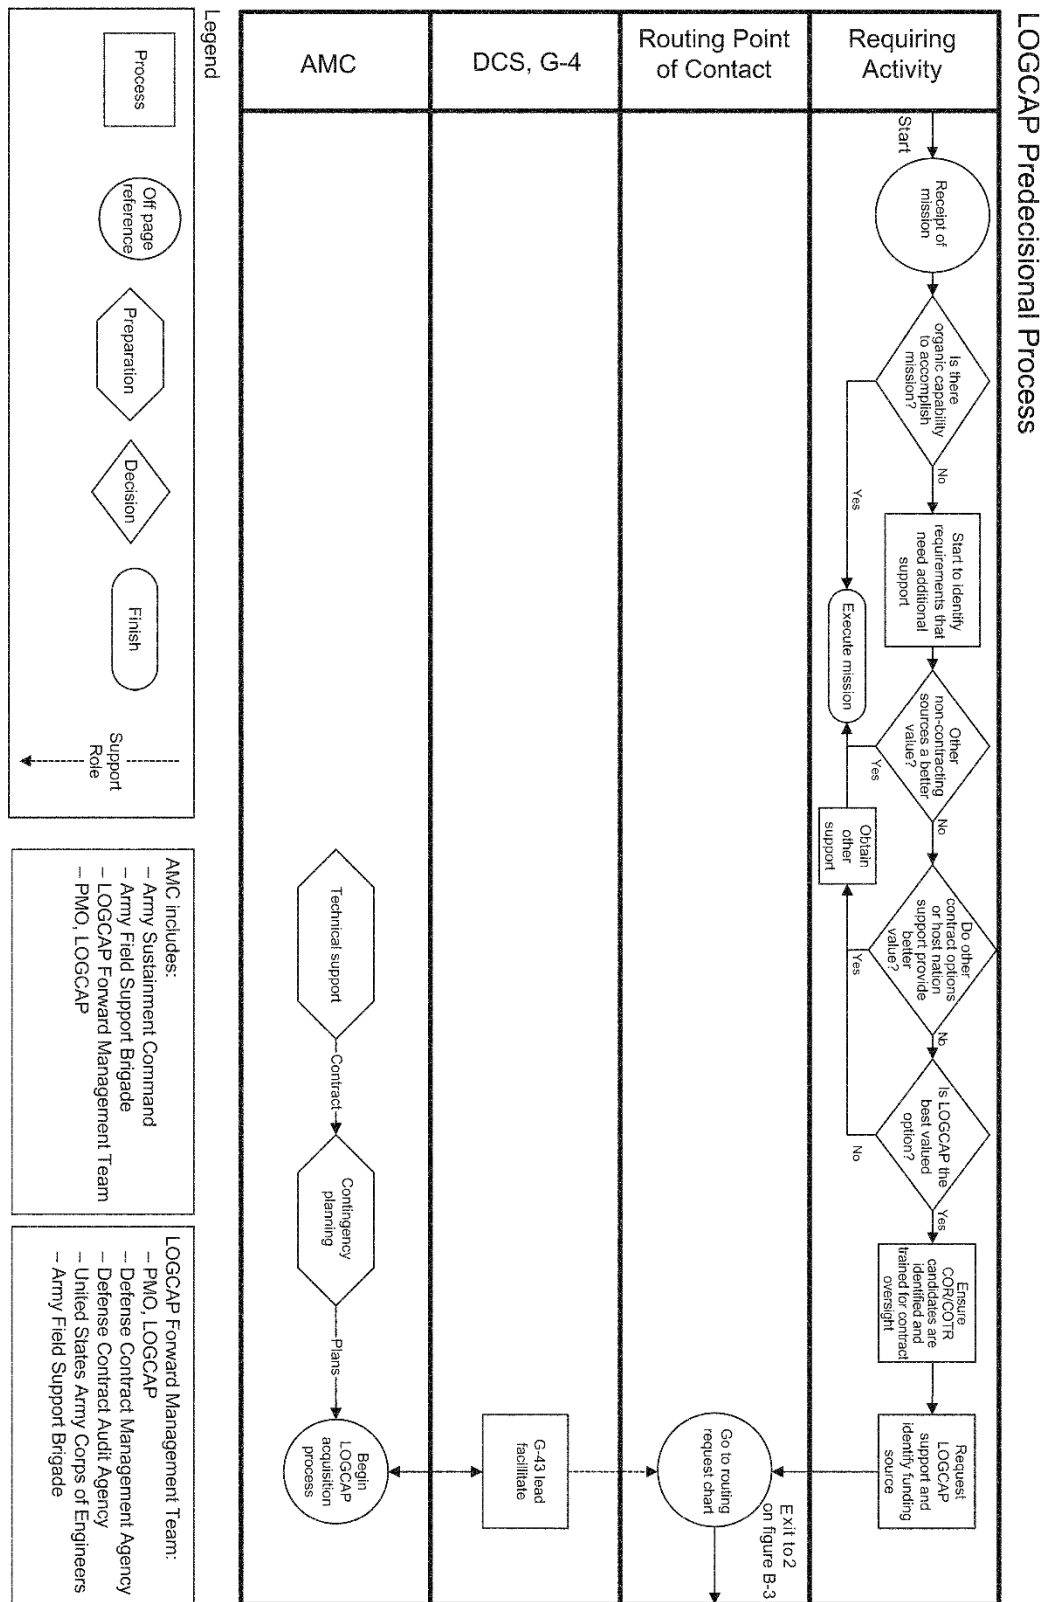 LOGCAP Predecisional Process
Requiring
Activity
Start
Receipt of
mission
Is there
organic capability
to accomplish
mission?
No
Yes
Start to identify
requirements that
need additional
support
Execute mission
Other
non-contracting
sources a better
value?
Yes
No
Obtain
other
support
Do other
contract options
or host nation
support provide
better
value?
Yes
No
Is LOGCAP the
best valued
option?
No
Yes
Ensure
COR/COTR
candidates are
identified and
trained for contract
oversight
Request
LOGCAP
support and
identify funding
source
Routing Point
of Contact
Go to routing
request chart
Exit to 2
on figure B-3
DCS, G-4
G-43 lead
facilitate
AMC
Technical support
Contract
Contingency
planning
Plans
Begin
LOGCAP
acquisition
process
Legend
Process
Off page
reference
Preparation
Decision
Finish
Support
Role
AMC includes:
– Army Sustainment Command
– Army Field Support Brigade
– LOGCAP Forward Management Team
– PMO, LOGCAP
LOGCAP Forward Management Team:
– PMO, LOGCAP
– Defense Contract Management Agency
– Defense Contract Audit Agency
– United States Army Corps of Engineers
– Army Field Support Brigade